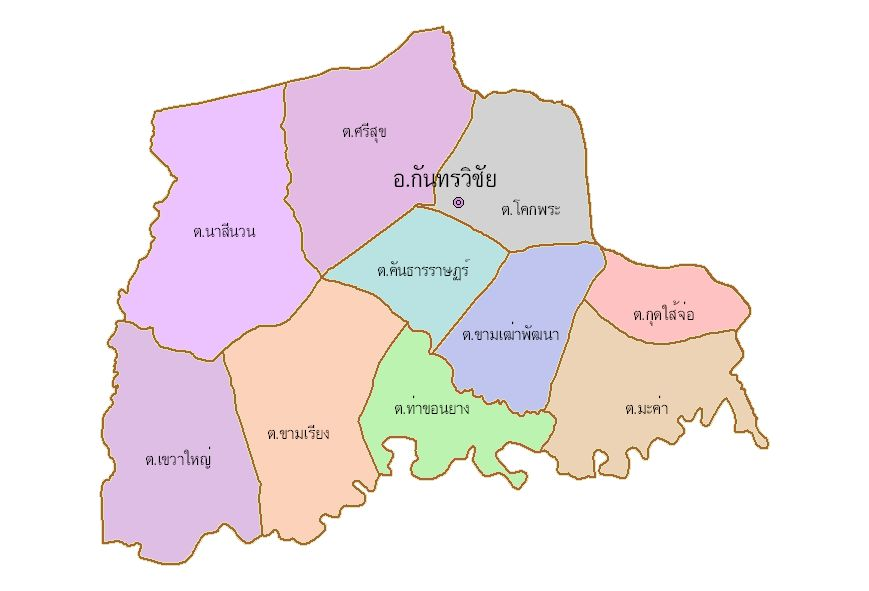 ต.ศรีสุข
อ.กันทรวิชัย
ต.โคกพระ
ต.นาสีนวน
ต.คันธารราษฎร์
ต.กุดใส้จ่อ
ต.ขามเฒ่าพัฒนา
ต.ท่าขอนยาง
ต.มะค่า
ต.ขามเรียง
ต.เขวาใหญ่